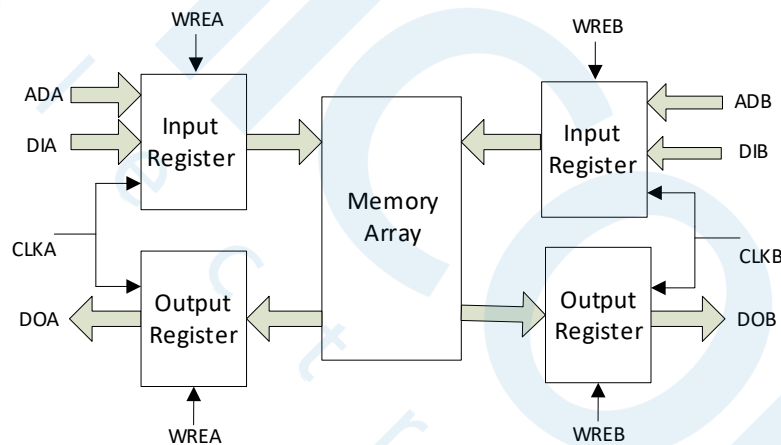 WREA
WREB
ADA
ADB
DIA
DIB
Input
Register
Input
Register
Memory
Array
CLKA
CLKB
Output
Register
Output
Register
DOA
DOB
WREA
WREB